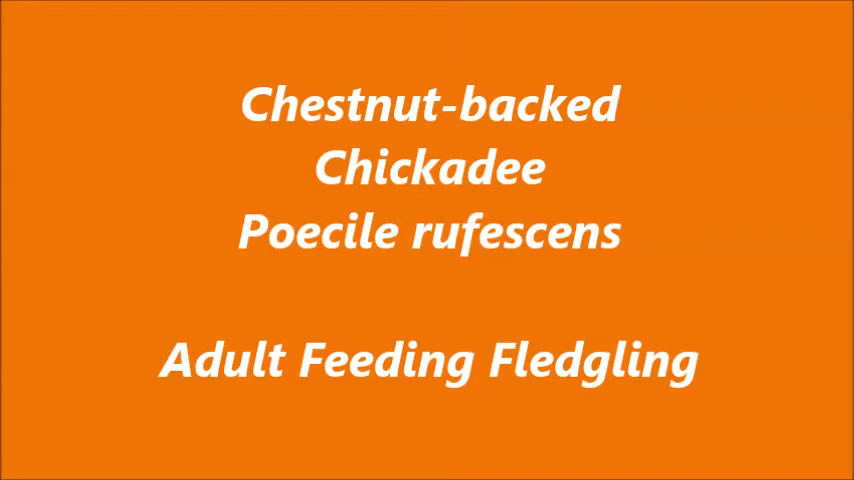 Chestnut-backed
Chickadee
Poecile rufescens
Adult Feeding Fledgling